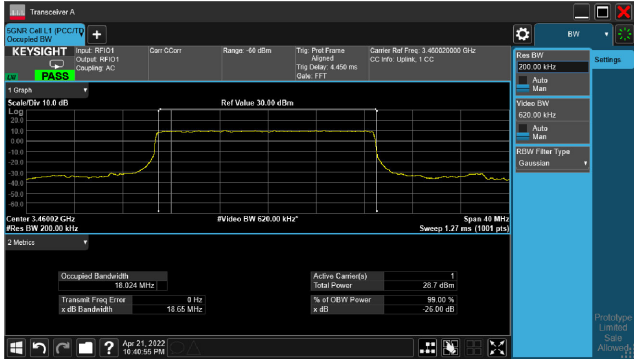 Transceiver A
5GNR Cell L1 (PCC/TD
Occupied BW
+
BW
KEYSIGHT
Input: RFIO1
Output: RFIO1
Coupling: AC
Corr CCorr
Range: -60 dBm
Trig: Prot Frame
Aligned
Trig Delay: 4.450 ms
Gate: FFT
Carrier Ref Freq: 3.460020000 GHz
CC Info: Uplink, 1 CC
PASS
Res BW
200.00 kHz
Auto
Man
Settings
Video BW
620.00 kHz
Auto
Man
RBW Filter Type
Gaussian
1 Graph
Scale/Div 10.0 dB
Ref Value 30.00 dBm
Log
20.0
10.0
0.00
-10.0
-20.0
-30.0
-40.0
-50.0
-60.0
Center 3.46002 GHz
#Video BW 620.00 kHz*
Span 40 MHz
#Res BW 200.00 kHz
Sweep 1.27 ms (1001 pts)
2 Metrics
Occupied Bandwidth
18.024 MHz
Active Carrier(s) 1
Total Power 28.7 dBm
Transmit Freq Error 0 Hz
x dB Bandwidth 18.65 MHz
% of OBW Power 99.00 %
x dB -26.00 dB
Prototype
Limited
Sale
Allowed
?
Apr 21, 2022
10:40:55 PM